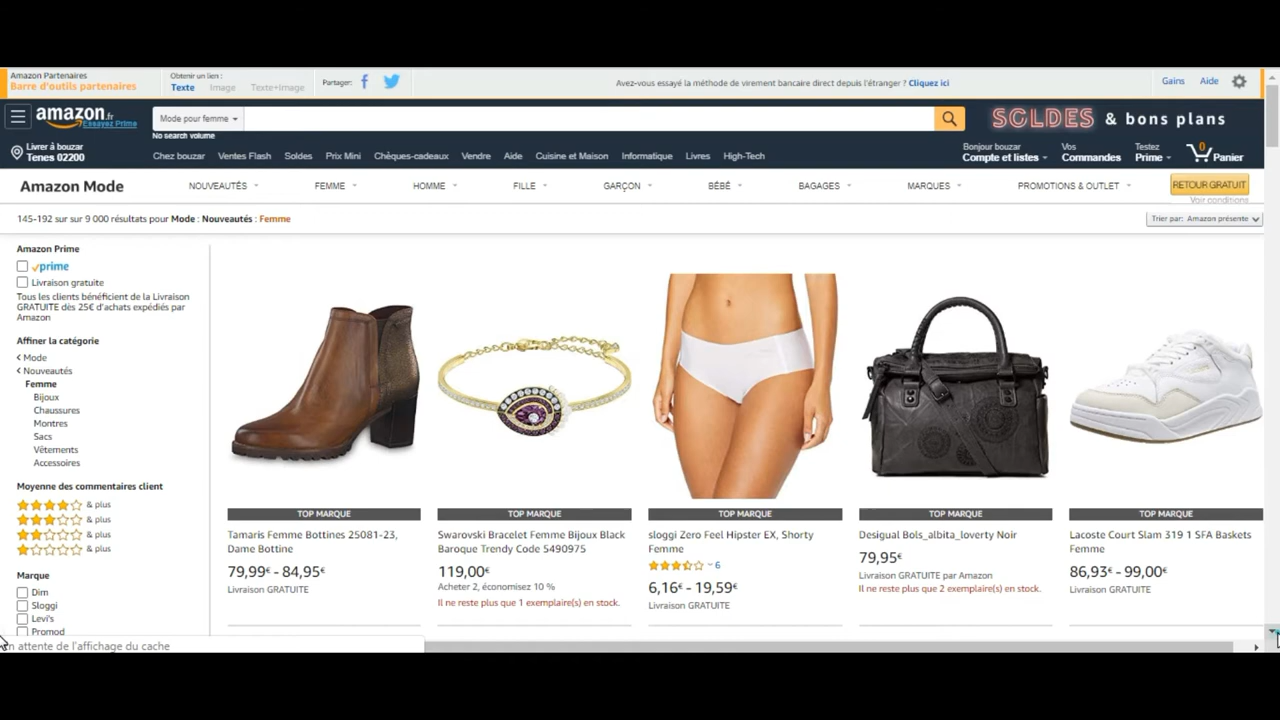 Amazon Partenaires
Barre d'outils partenaires
Obtenir un lien :
Texte Image Texte+Image
Partager:
Avez-vous essayé la méthode de virement bancaire direct depuis l'étranger ? Cliquez ici
Gains Aide
amazon.fr
Essayez Prime
Mode pour femme
No search volume
SOLDES & bons plans
Livrer à bouzar
Tenes 02200
Chez bouzar Ventes Flash Soldes Prix Mini Chèques-cadeaux Vendre Aide Cuisine et Maison Informatique Livres High-Tech
Bonjour bouzar
Compte et listes
Vos
Commandes
Testez
Prime
0
Panier
Amazon Mode
NOUVEAUTÉS FEMME HOMME FILLE GARÇON BÉBÉ BAGAGES MARQUES PROMOTIONS & OUTLET
RETOUR GRATUIT
Voir conditions
145-192 sur sur 9 000 résultats pour Mode : Nouveautés : Femme
Trier par: Amazon présente
Amazon Prime
prime
Livraison gratuite
Tous les clients bénéficient de la Livraison
GRATUITE dès 25€ d'achats expédiés par
Amazon
Affiner la catégorie
Mode
Nouveautés
Femme
Bijoux
Chaussures
Montres
Sacs
Vêtements
Accessoires
Moyenne des commentaires client
& plus
& plus
& plus
& plus
Marque
Dim
Sloggi
Levi's
Promod
TOP MARQUE
Tamaris Femme Bottines 25081-23,
Dame Bottine
79,99€ - 84,95€
Livraison GRATUITE
TOP MARQUE
Swarovski Bracelet Femme Bijoux Black
Baroque Trendy Code 5490975
119,00€
Acheter 2, économisez 10 %
Il ne reste plus que 1 exemplaire(s) en stock.
TOP MARQUE
sloggi Zero Feel Hipster EX, Shorty
Femme
6
6,16€ - 19,59€
Livraison GRATUITE
TOP MARQUE
Desigual Bols_albita_loverty Noir
79,95€
Livraison GRATUITE par Amazon
Il ne reste plus que 2 exemplaire(s) en stock.
TOP MARQUE
Lacoste Court Slam 319 1 SFA Baskets
Femme
86,93€ - 99,00€
Livraison GRATUITE
n attente de l'affichage du cache